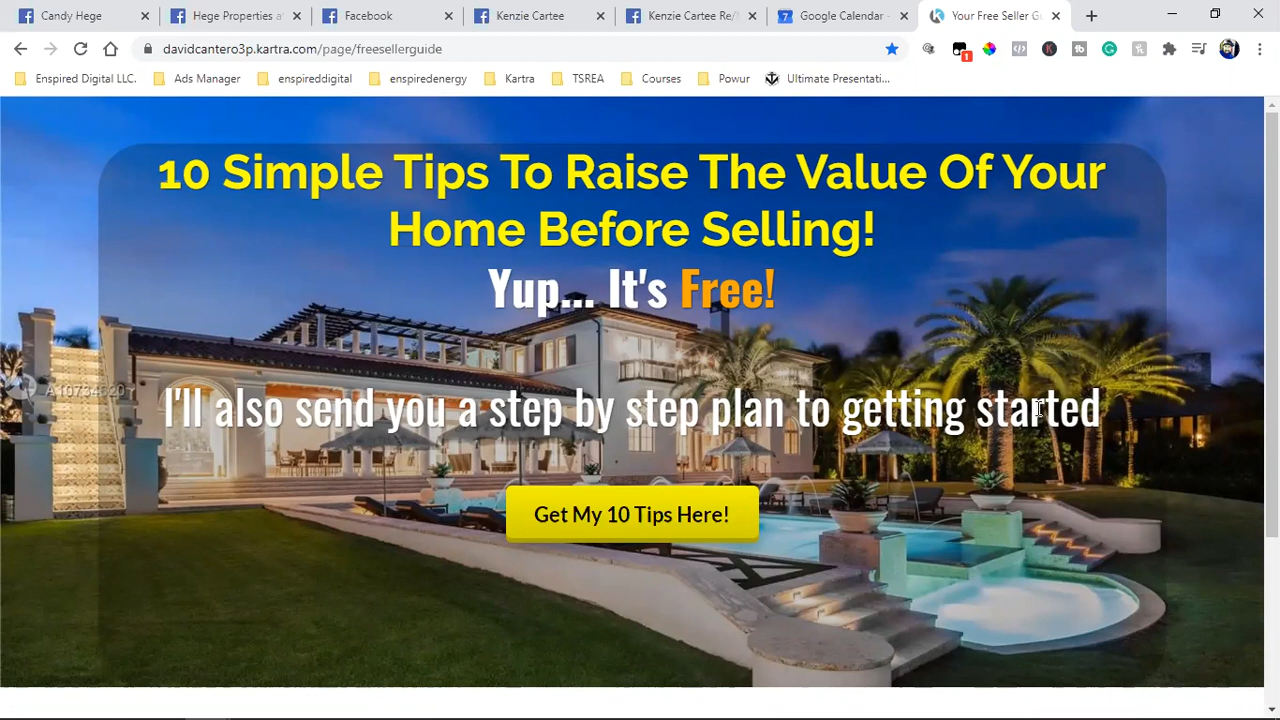 Candy Hege
Hege Properties a
Facebook
Kenzie Cartee
Kenzie Cartee Re/
Google Calendar -
Your Free Seller G
davidcantero3p.kartra.com/page/freesellerguide
Enspired Digital LLC.
Ads Manager
enspireddigital
enspiredenergy
Kartra
TSREA
Courses
Powur
Ultimate Presentati...
10 Simple Tips To Raise The Value Of Your
Home Before Selling!
Yup... It's Free!
I'll also send you a step by step plan to getting started
Get My 10 Tips Here!